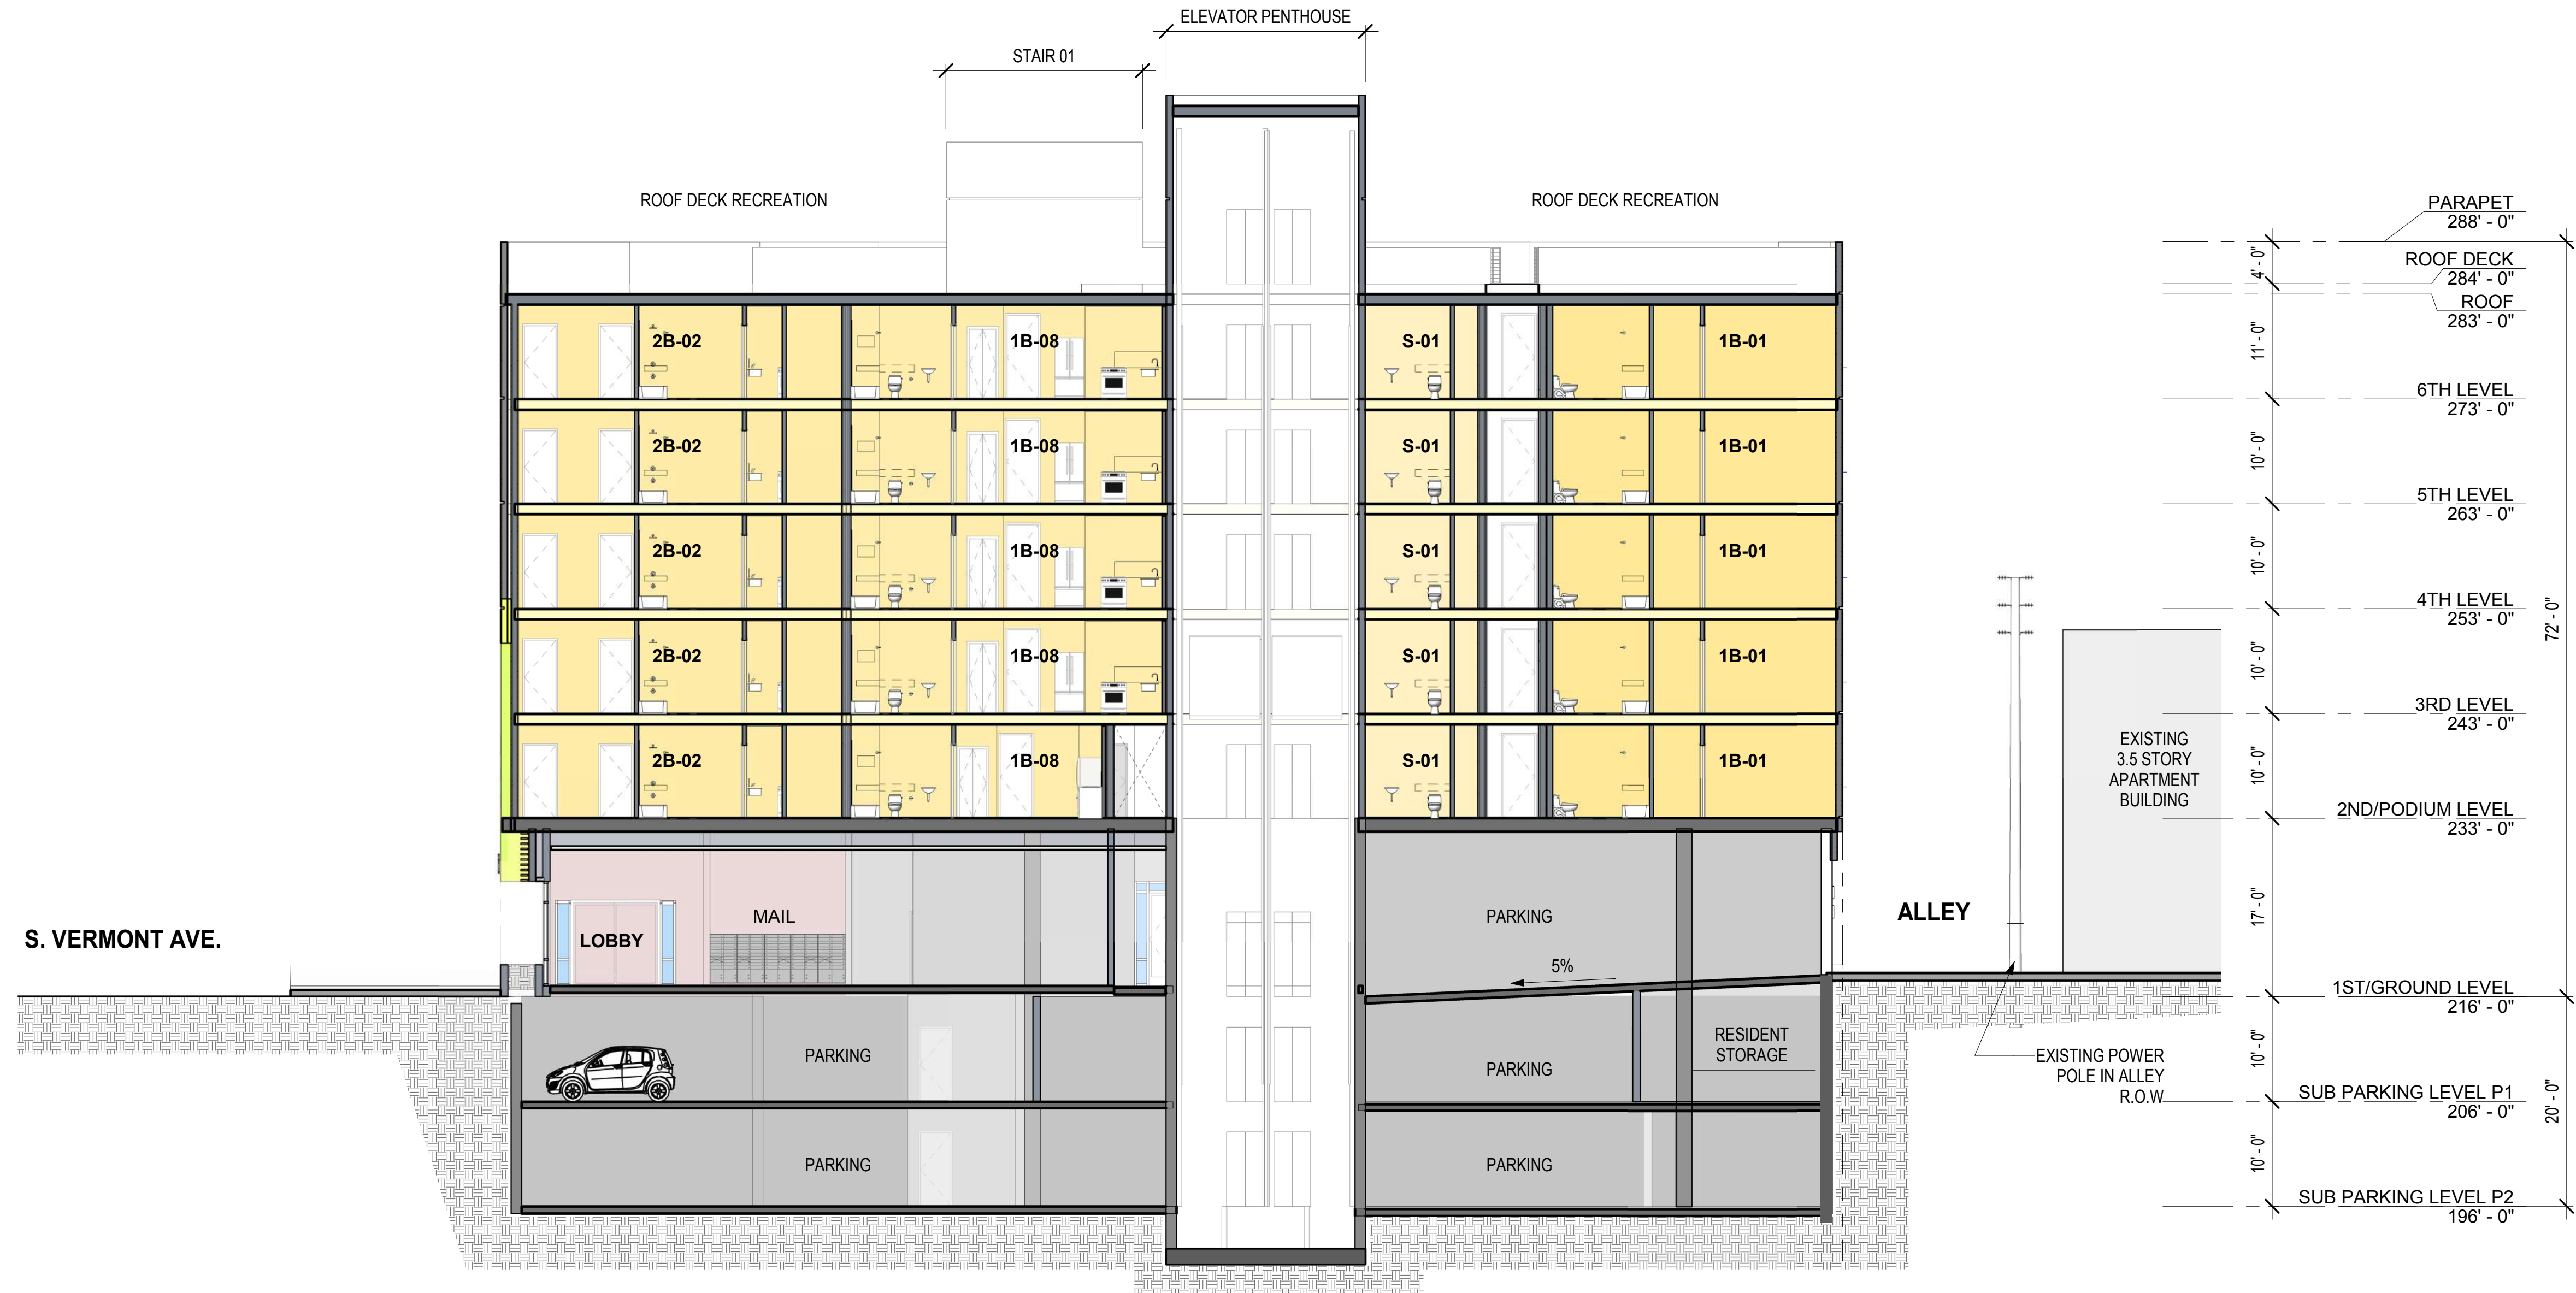 ELEVATOR PENTHOUSE
STAIR 01
ROOF DECK RECREATION
ROOF DECK RECREATION
PARAPET
288' - 0"
ROOF DECK
284' - 0"
ROOF
283' - 0"
4' - 0"
11' - 0"
2B-02
1B-08
S-01
1B-01
6TH LEVEL
273' - 0"
10' - 0"
2B-02
1B-08
S-01
1B-01
5TH LEVEL
263' - 0"
10' - 0"
2B-02
1B-08
S-01
1B-01
4TH LEVEL
253' - 0"
72' - 0"
10' - 0"
2B-02
1B-08
S-01
1B-01
3RD LEVEL
243' - 0"
10' - 0"
2B-02
1B-08
S-01
1B-01
EXISTING
3.5 STORY
APARTMENT
BUILDING
2ND/PODIUM LEVEL
233' - 0"
17' - 0"
S. VERMONT AVE.
LOBBY
MAIL
PARKING
5%
ALLEY
1ST/GROUND LEVEL
216' - 0"
10' - 0"
PARKING
PARKING
RESIDENT
STORAGE
EXISTING POWER
POLE IN ALLEY
R.O.W
SUB PARKING LEVEL P1
206' - 0"
20' - 0"
10' - 0"
PARKING
PARKING
SUB PARKING LEVEL P2
196' - 0"